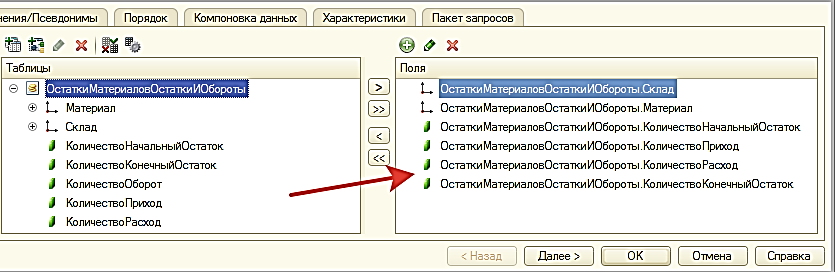 нения/Псевдонимы Порядок Компоновка данных Характеристики Пакет запросов
Таблицы
ОстаткиМатериаловОстаткиИОбороты
Материал
Склад
КоличествоНачальныйОстаток
КоличествоКонечныйОстаток
КоличествоОборот
КоличествоПриход
КоличествоРасход
>
>>
<
<<
Поля
ОстаткиМатериаловОстаткиИОбороты.Склад
ОстаткиМатериаловОстаткиИОбороты.Материал
ОстаткиМатериаловОстаткиИОбороты.КоличествоНачальныйОстаток
ОстаткиМатериаловОстаткиИОбороты.КоличествоПриход
ОстаткиМатериаловОстаткиИОбороты.КоличествоРасход
ОстаткиМатериаловОстаткиИОбороты.КоличествоКонечныйОстаток
< Назад Далее > OK Отмена Справка